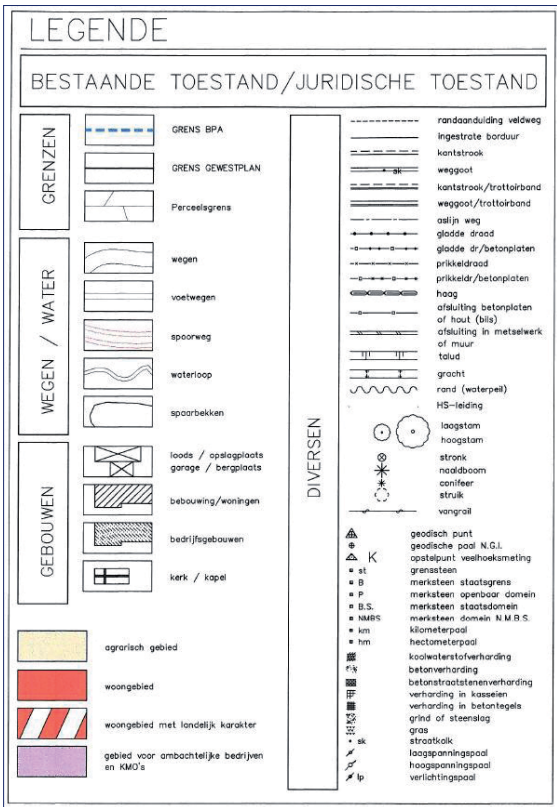 LEGENDE
BESTAANDE TOESTAND/JURIDISCHE TOESTAND
GRENZEN
GRENS BPA
GRENS GEWESTPLAN
Perceelsgrens
WEGEN / WATER
wegen
voetwegen
spoorweg
waterloop
spaarbekken
GEBOUWEN
loods / opslagplaats
garage / bergplaats
bebouwing/woningen
bedrijfsgebouwen
kerk / kapel
agrarisch gebied
woongebied
woongebied met landelijk karakter
gebied voor ambachtelijke bedrijven
en KMO's
DIVERSEN
randaanduiding veldweg
ingestrate borduur
kantstrook
sk weggoot
kantstrook/trottoirband
weggoot/trottoirband
aslijn weg
gladde draad
gladde dr/betonplaten
prikkeldraad
prikkeldr/betonplaten
haag
afsluiting betonplaten
of hout (bils)
afsluiting in metselwerk
of muur
talud
gracht
rand (waterpeil)
HS-leiding
laagstam
hoogstam
stronk
naaldboom
conifeer
struik
vangrail
geodisch punt
geodische paal N.G.I.
K opstelpunt veelhoeksmeting
st grenssteen
B merksteen staatsgrens
P merksteen openbaar domein
B.S. merksteen staatsdomein
NMBS merksteen domein N.M.B.S.
km kilometerpaal
hm hectometerpaal
koolwaterstofverharding
betonverharding
betonstraatstenenverharding
verharding in kasseien
verharding in betontegels
grind of steenslag
gras
sk straatkolk
laagspanningspaal
hoogspanningspaal
lp verlichtingspaal